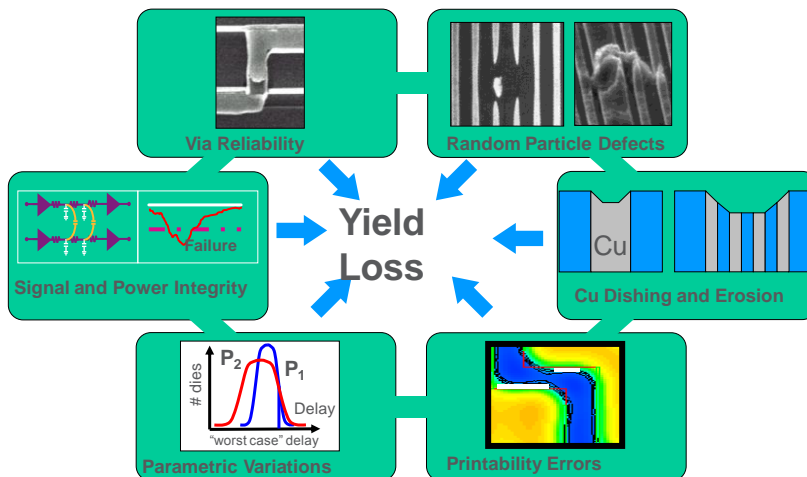 Via Reliability
Random Particle Defects
Yield
Loss
Failure
Signal and Power Integrity
Cu
Cu Dishing and Erosion
# dies
P2
P1
Delay
“worst case” delay
Parametric Variations
Printability Errors